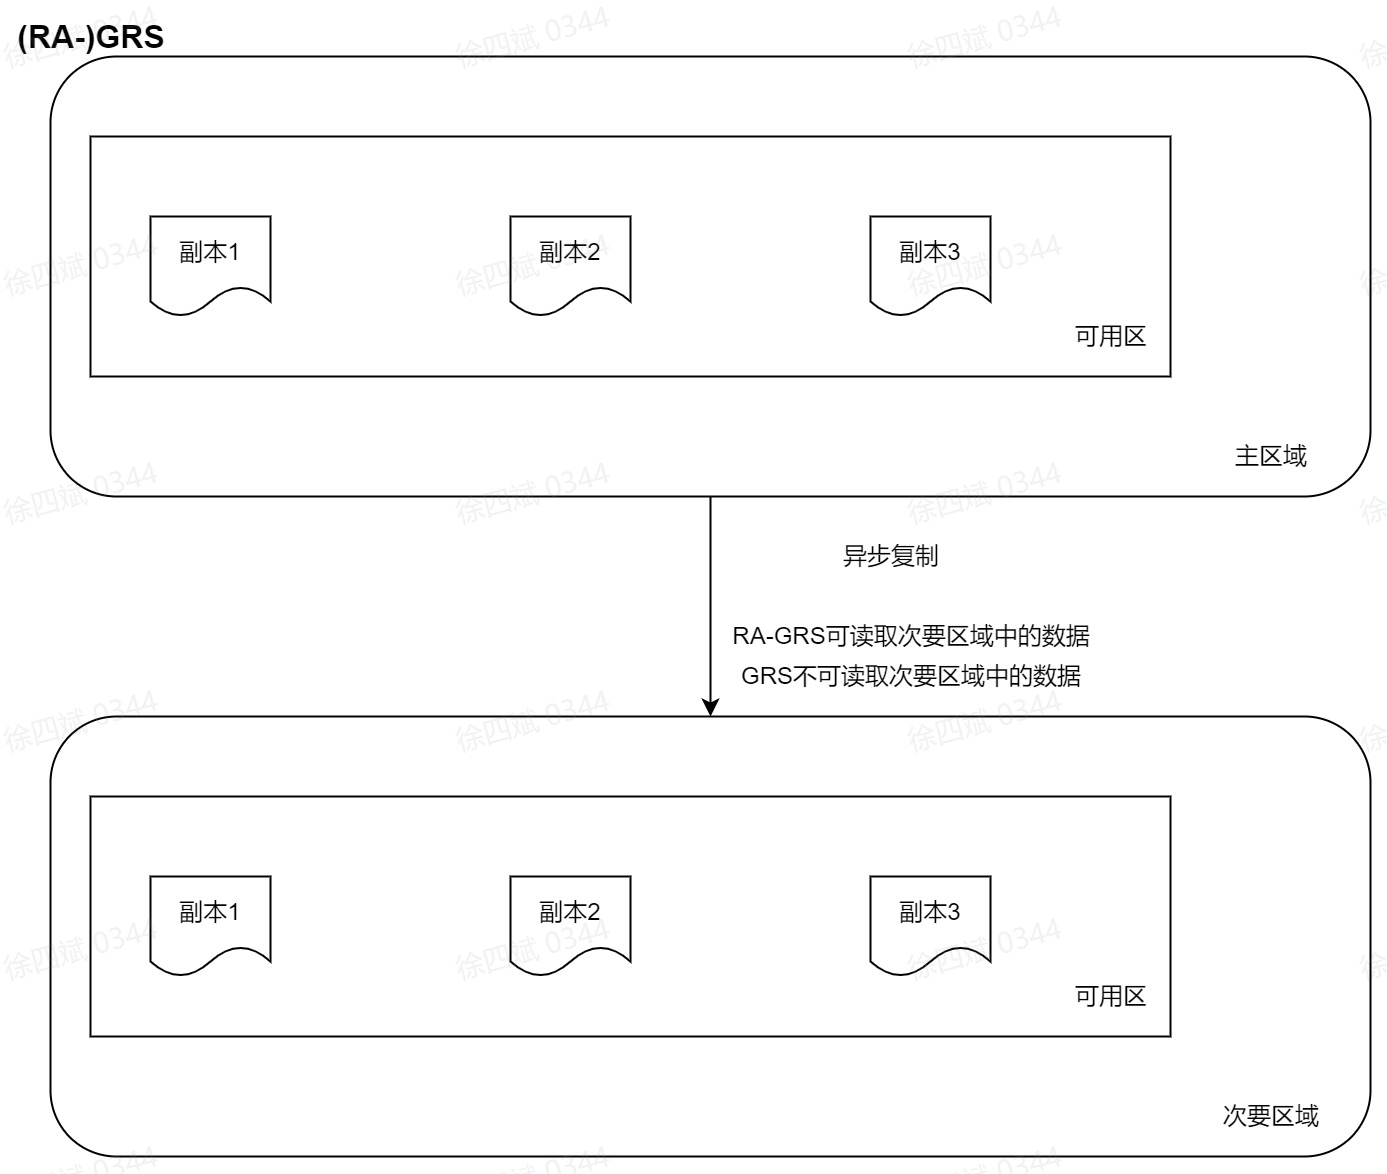 (RA-)GRS
副本1
副本2
副本3
可用区
主区域
异步复制
RA-GRS可读取次要区域中的数据
GRS不可读取次要区域中的数据
副本1
副本2
副本3
可用区
次要区域
徐四斌 0344